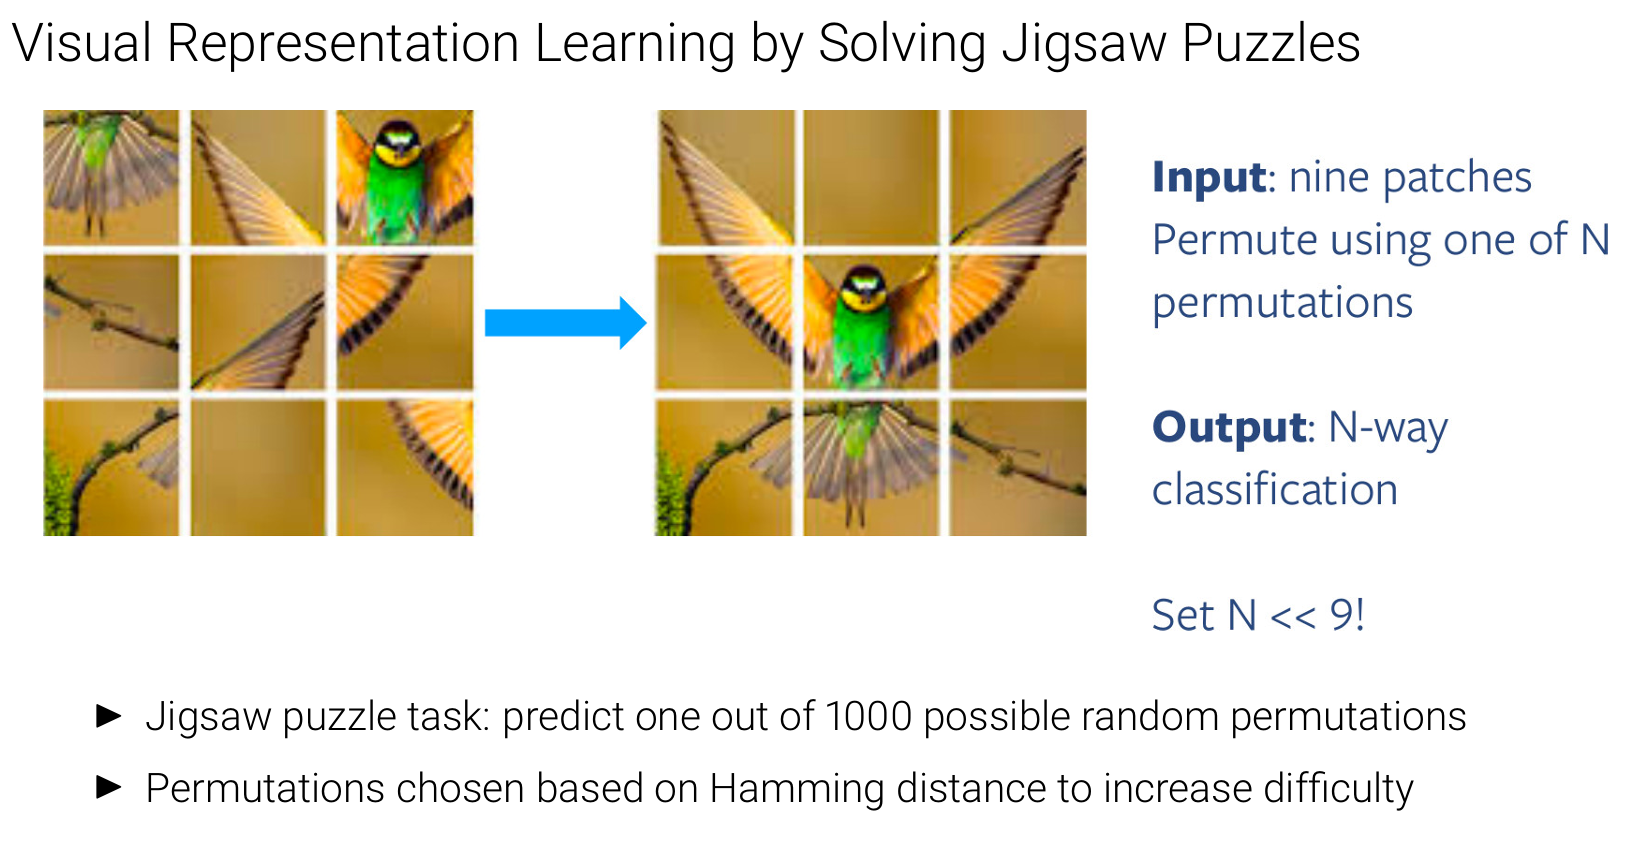 Visual Representation Learning by Solving Jigsaw Puzzles
Input: nine patches
Permute using one of N
permutations
Output: N-way
classification
Set N << 9!
► Jigsaw puzzle task: predict one out of 1000 possible random permutations
► Permutations chosen based on Hamming distance to increase difficulty